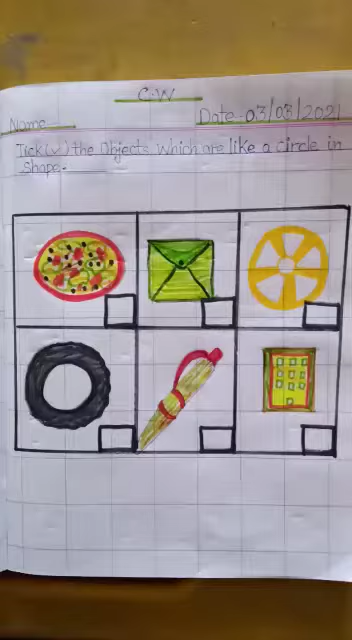 C.W
Name
Date-03/03/2021
Tick(✓) the Objects which are like a circle in
shape.